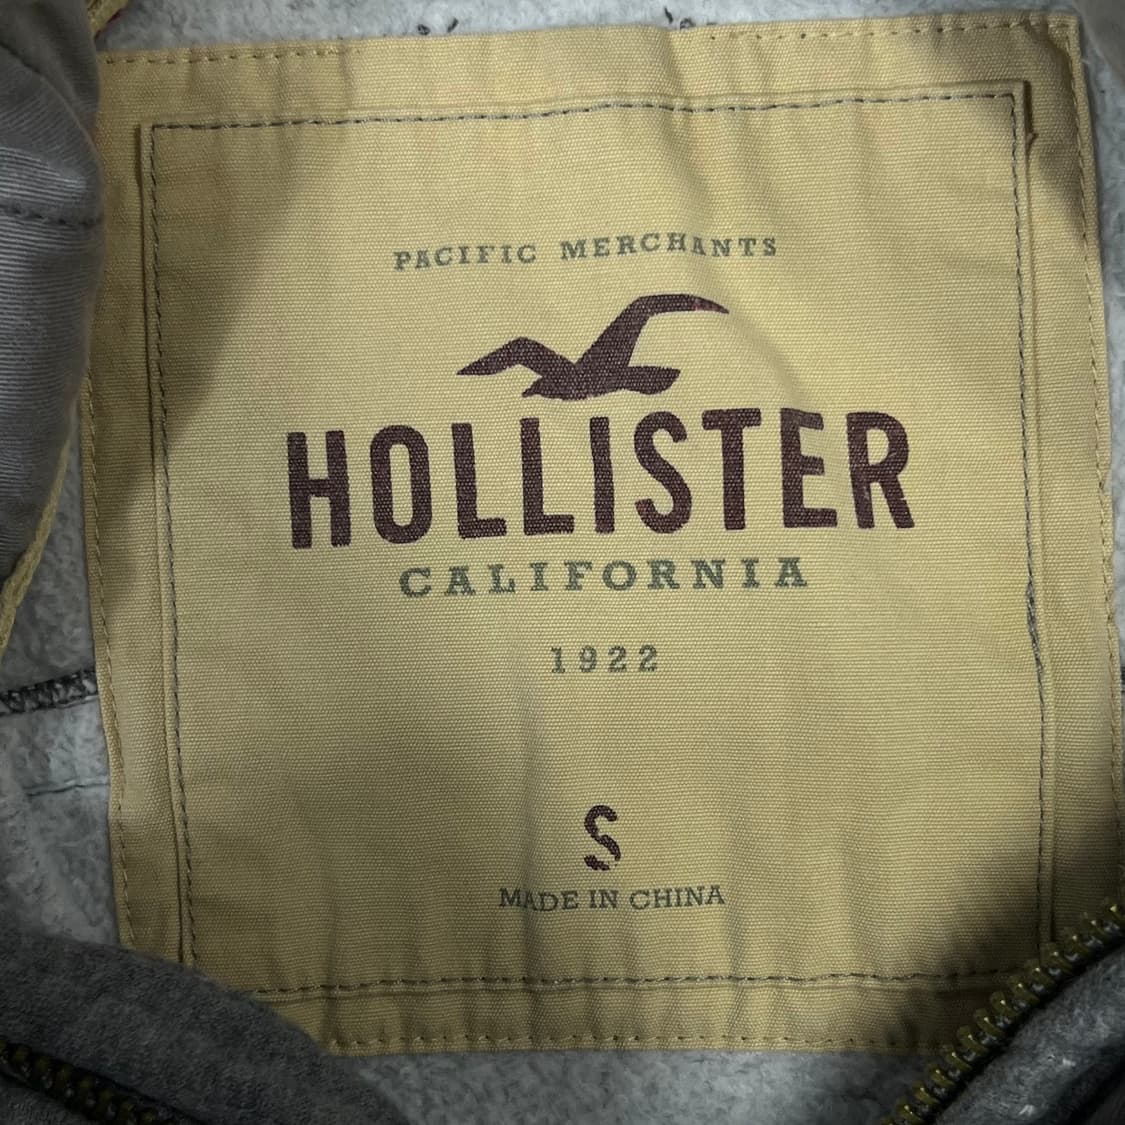 PACIFIC MERCHANTS
HOLLISTER
CALIFORNIA
1922
S
MADE IN CHINA